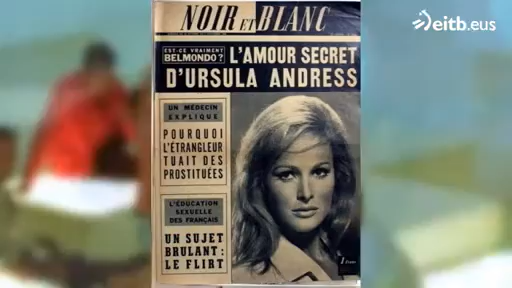 eitb.eus
NOIR ET BLANC
EST-CE VRAIMENT
BELMONDO ?
L'AMOUR SECRET
D'URSULA ANDRESS
UN MÉDECIN
EXPLIQUE
POURQUOI
L'ÉTRANGLEUR
TUAIT DES
PROSTITUÉES
L'ÉDUCATION
SEXUELLE
DES FRANÇAIS
UN SUJET
BRULANT :
LE FLIRT